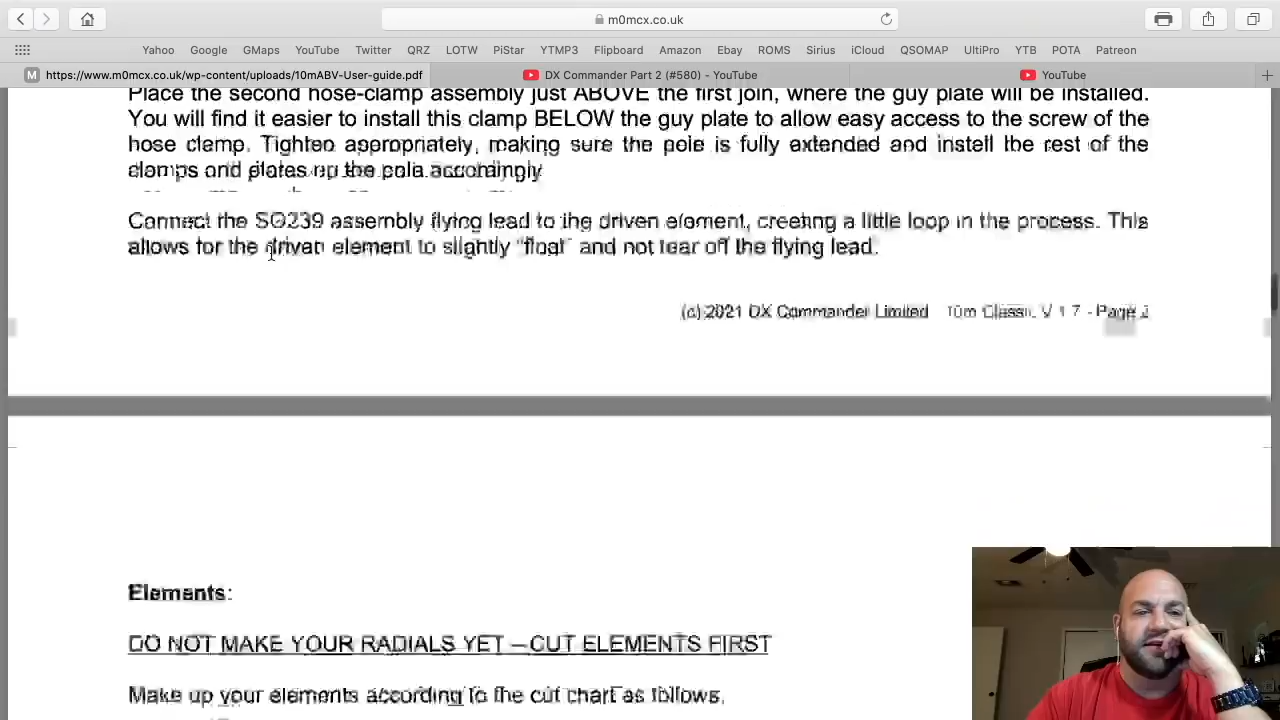 m0mcx.co.uk
Yahoo Google GMaps YouTube Twitter QRZ LOTW PiStar YTMP3 Flipboard Amazon Ebay ROMS Sirius iCloud QSOMAP UltiPro YTB POTA Patreon
M https://www.m0mcx.co.uk/wp-content/uploads/10mABV-User-guide.pdf DX Commander Part 2 (#580) - YouTube YouTube
Place the second hose-clamp assembly just ABOVE the first join, where the guy plate will be installed.
You will find it easier to install this clamp BELOW the guy plate to allow easy access to the screw of the
hose clamp. Tighten appropriately, making sure the pole is fully extended and install the rest of the
clamps and plates up the pole accordingly
Connect the SO239 assembly flying lead to the driven element, creating a little loop in the process. This
allows for the driven element to slightly "float" and not tear off the flying lead.
(c) 2021 DX Commander Limited 10m Classic V 1.7 - Page 2
Elements:
DO NOT MAKE YOUR RADIALS YET – CUT ELEMENTS FIRST
Make up your elements according to the cut chart as follows.